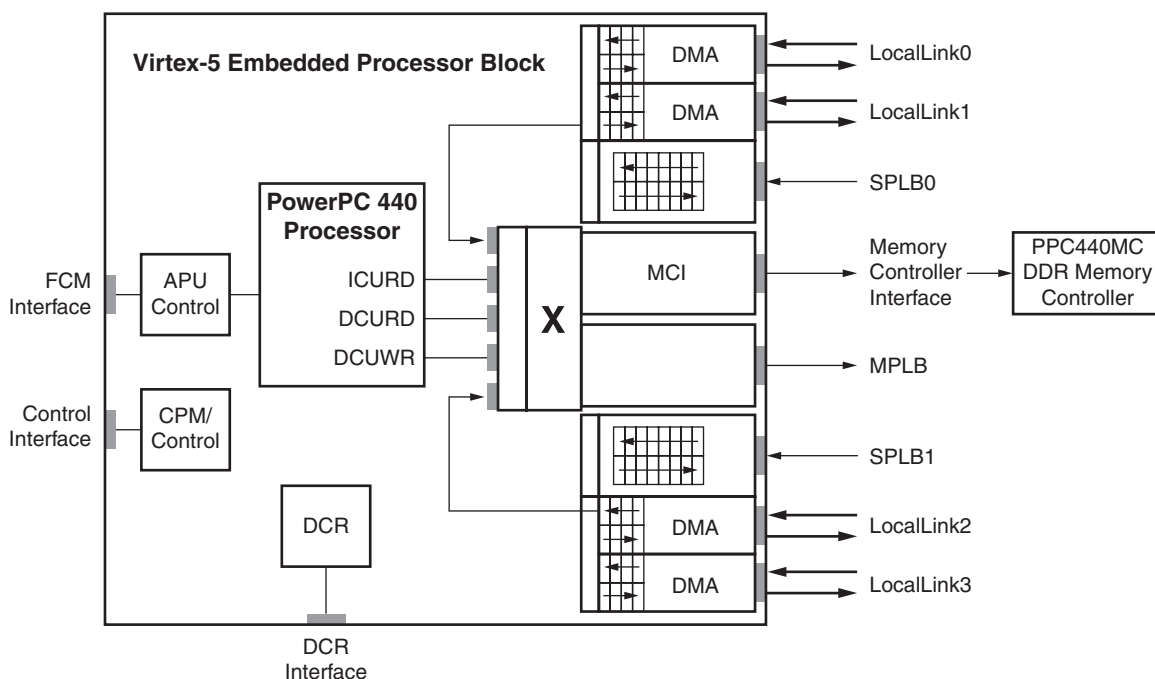 Virtex-5 Embedded Processor Block
DMA
LocalLink0
DMA
LocalLink1
SPLB0
PowerPC 440
Processor
ICURD
DCURD
DCUWR
FCM
Interface
APU
Control
X
MCI
Memory
Controller
Interface
PPC440MC
DDR Memory
Controller
MPLB
Control
Interface
CPM/
Control
SPLB1
DCR
DMA
LocalLink2
DMA
LocalLink3
DCR
Interface